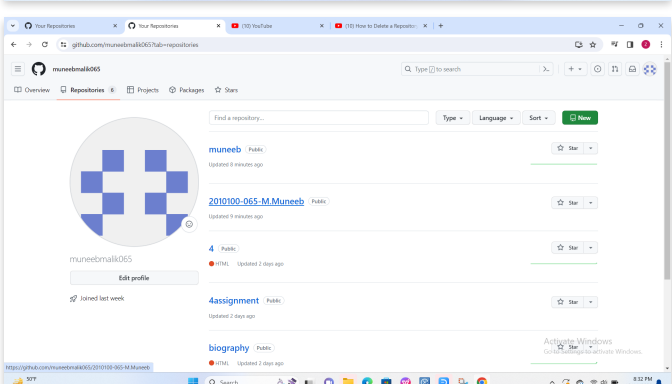 Your Repositories
Your Repositories
(10) YouTube
(10) How to Delete a Repositor
github.com/muneebmalik065?tab=repositories
muneebmalik065
Type / to search
Overview Repositories 6 Projects Packages Stars
Find a repository...
Type Language Sort New
muneeb Public
Star
Updated 8 minutes ago
2010100-065-M.Muneeb Public
Star
Updated 9 minutes ago
4 Public
Star
HTML Updated 2 days ago
4assignment Public
Star
Updated 2 days ago
biography Public
Star
HTML Updated 2 days ago
muneebmalik065
Edit profile
Joined last week
Activate Windows
Go to Settings to activate Windows.
https://github.com/muneebmalik065/2010100-065-M.Muneeb
50°F
Search
8:32 PM